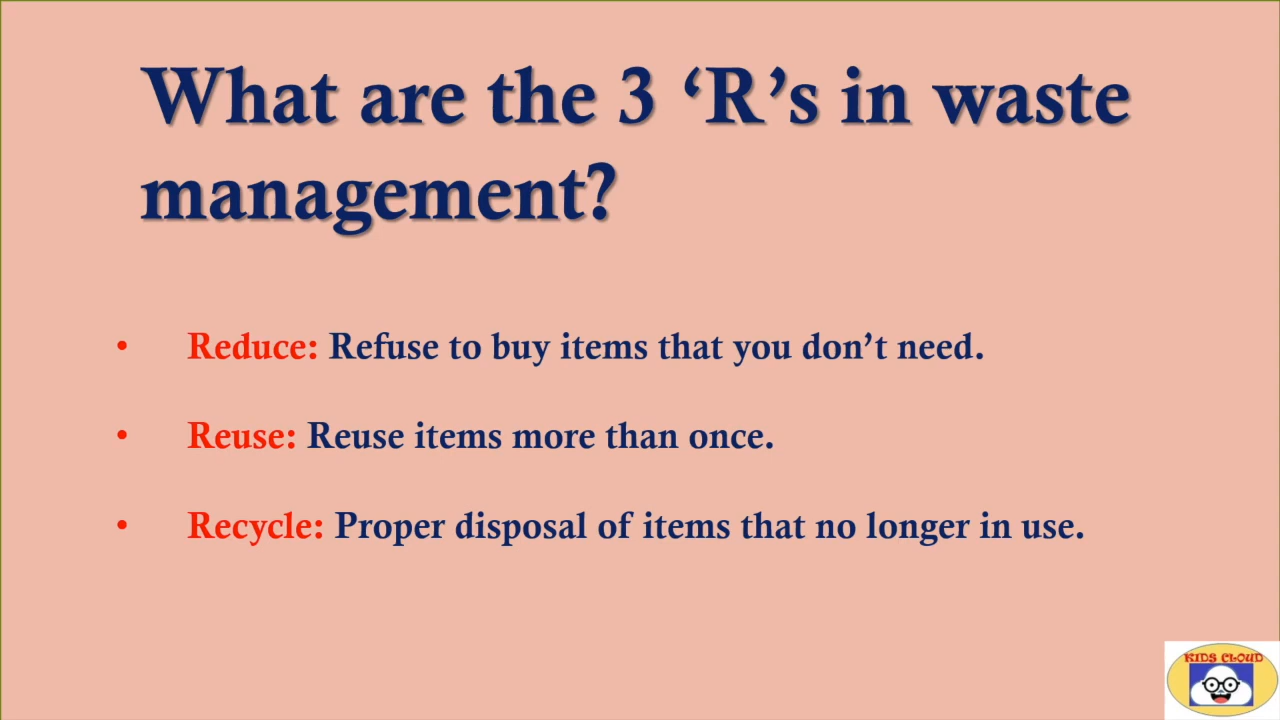 What are the 3 ‘R’s in waste
management?
• Reduce: Refuse to buy items that you don’t need.
• Reuse: Reuse items more than once.
• Recycle: Proper disposal of items that no longer in use.
KIDS CLOUD